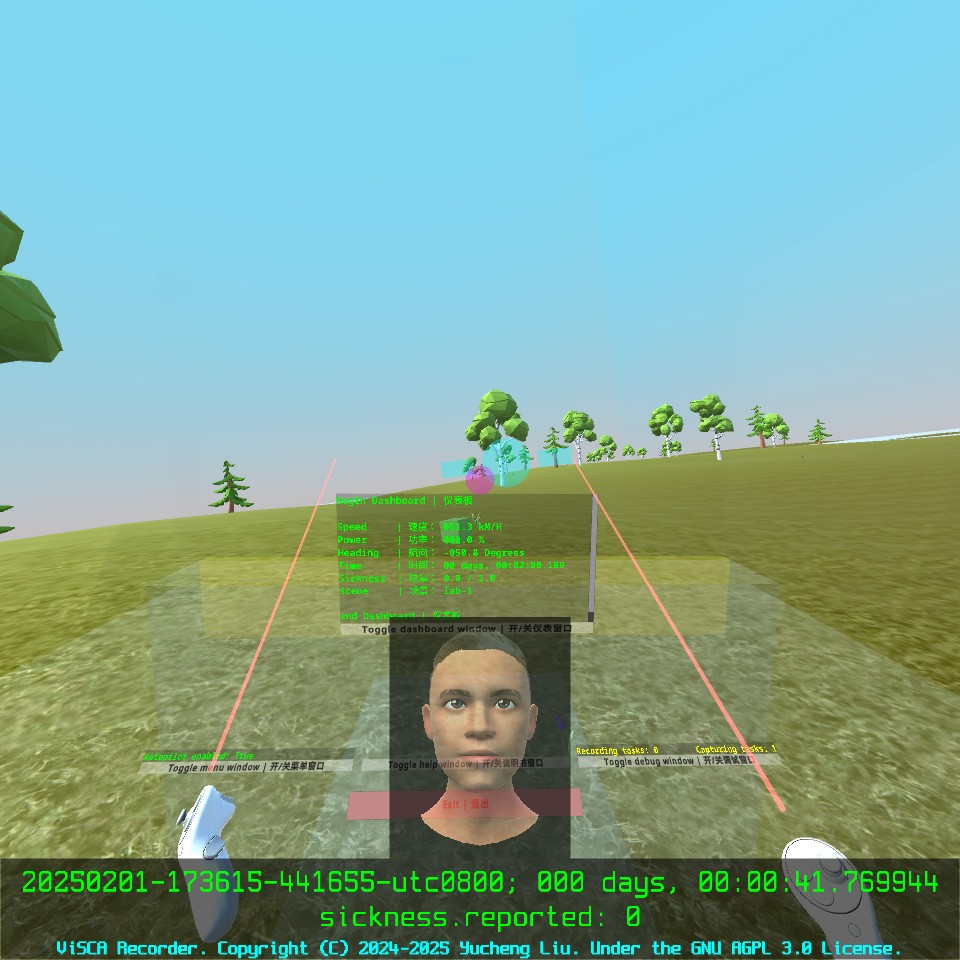 Begin Dashboard | 仪表板
Speed | 速度： 051.3 kM/H
Power | 功率： 000.0 %
Heading | 航向： -050.8 Degrees
Time | 时间： 00 days, 00:02:00.189
Sickness | 0.0 / 1.0
Scene | 场景： lab-1
end Dashboard | 仪表板
Toggle dashboard window | 开/关仪表窗口
Autopilot enabled: True
Recording tasks: 0 Capturing tasks: 1
Toggle menu window | 开/关菜单窗口
Toggle help window | 开/关说明书窗口
Toggle debug window | 开/关调试窗口
Exit | 退出
20250201-173615-441655-utc0800; 000 days, 00:00:41.769944
sickness.reported: 0
ViSCA Recorder. Copyright (C) 2024-2025 Yucheng Liu. Under the GNU AGPL 3.0 License.